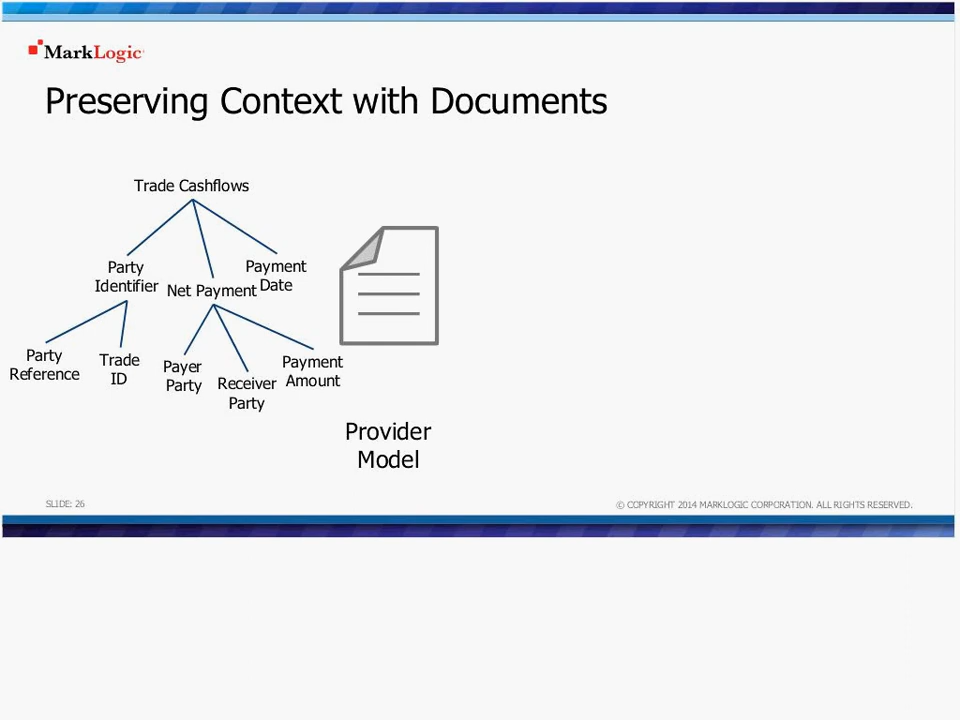 MarkLogic
Preserving Context with Documents
Trade Cashflows
Party
Identifier
Net Payment
Payment
Date
Party
Reference
Trade
ID
Payer
Party
Receiver
Party
Payment
Amount
Provider
Model
SLIDE: 26
© COPYRIGHT 2014 MARKLOGIC CORPORATION. ALL RIGHTS RESERVED.